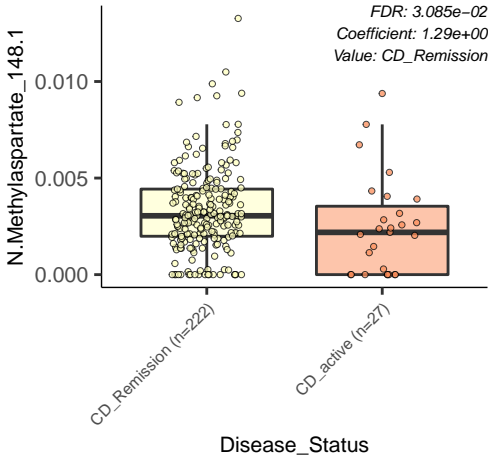 FDR: 3.085e−02
Coefficient: 1.29e+00
Value: CD_Remission
N.Methylaspartate_148.1
0.010
0.005
0.000
CD_Remission (n=222)
CD_active (n=27)
Disease_Status